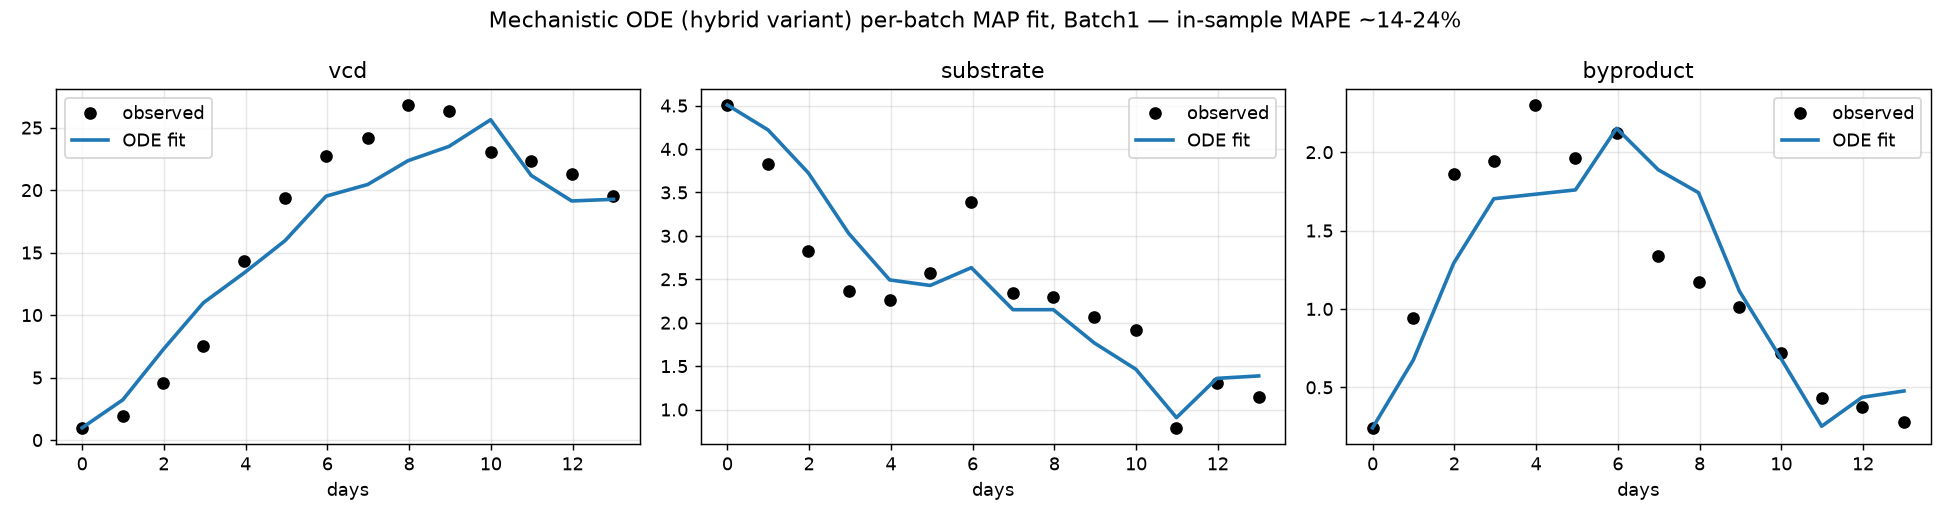 Mechanistic ODE (hybrid variant) per-batch MAP fit, Batch1 — in-sample MAPE ~14-24%
vcd
observed
ODE fit
25
20
15
10
5
0
0 2 4 6 8 10 12
days
substrate
observed
ODE fit
4.5
4.0
3.5
3.0
2.5
2.0
1.5
1.0
0 2 4 6 8 10 12
days
byproduct
observed
ODE fit
2.0
1.5
1.0
0.5
0 2 4 6 8 10 12
days